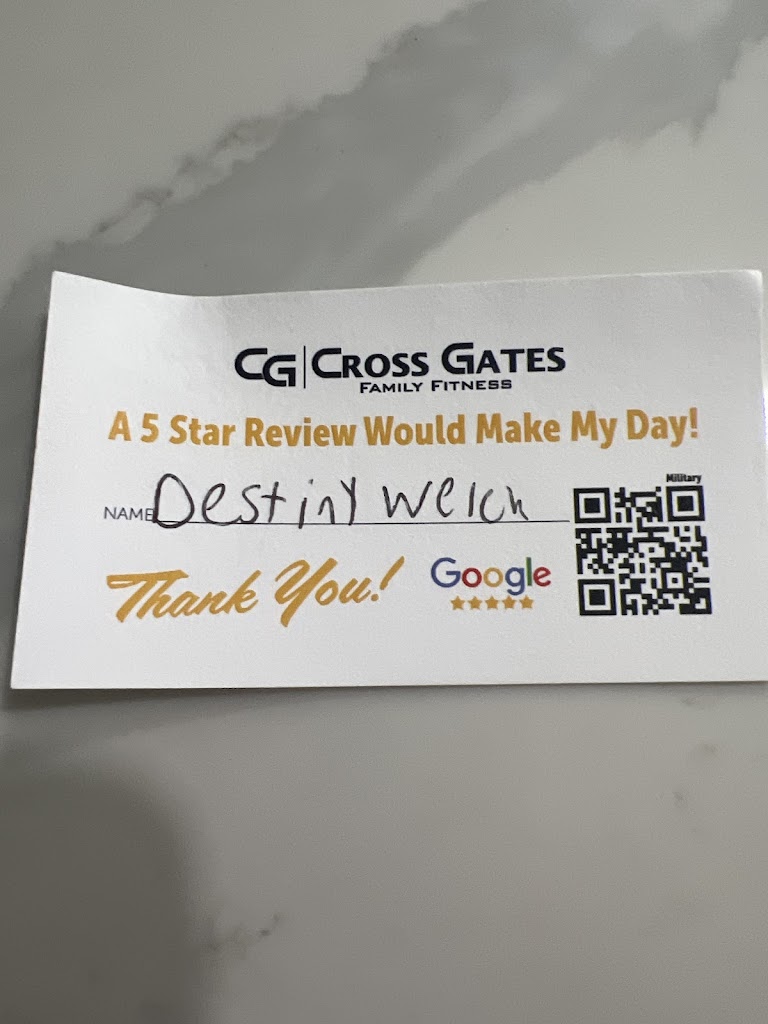 CG | CROSS GATES
FAMILY FITNESS
A 5 Star Review Would Make My Day!
NAME Destiny Welch
Military
Thank You!
Google